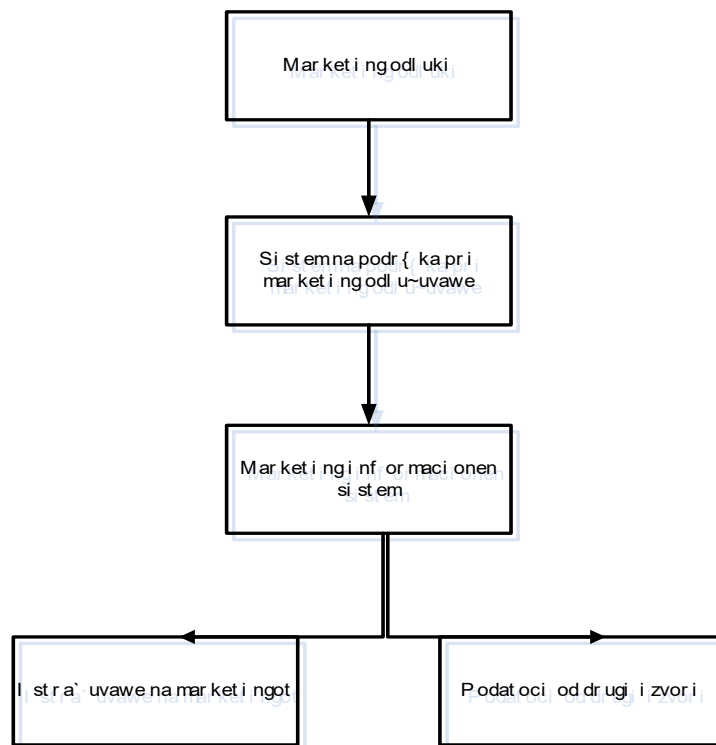 Marketing odluki
Sistem na podr{ka pri
marketing odlu~uvawe
Marketing informacionen
sistem
Istra`uvawe na marketingot
Podatoci od drugi izvori